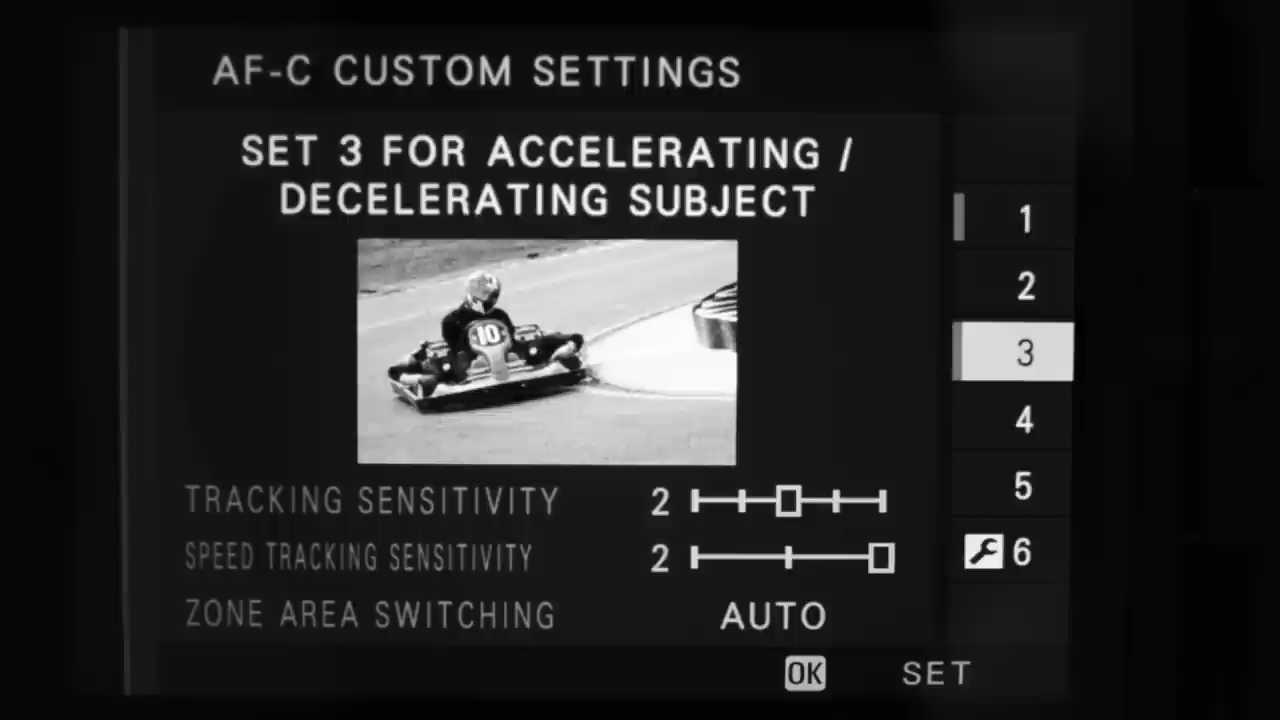 AF-C CUSTOM SETTINGS
SET 3 FOR ACCELERATING /
DECELERATING SUBJECT
10
TRACKING SENSITIVITY 2
SPEED TRACKING SENSITIVITY 2
ZONE AREA SWITCHING AUTO
1
2
3
4
5
6
OK SET